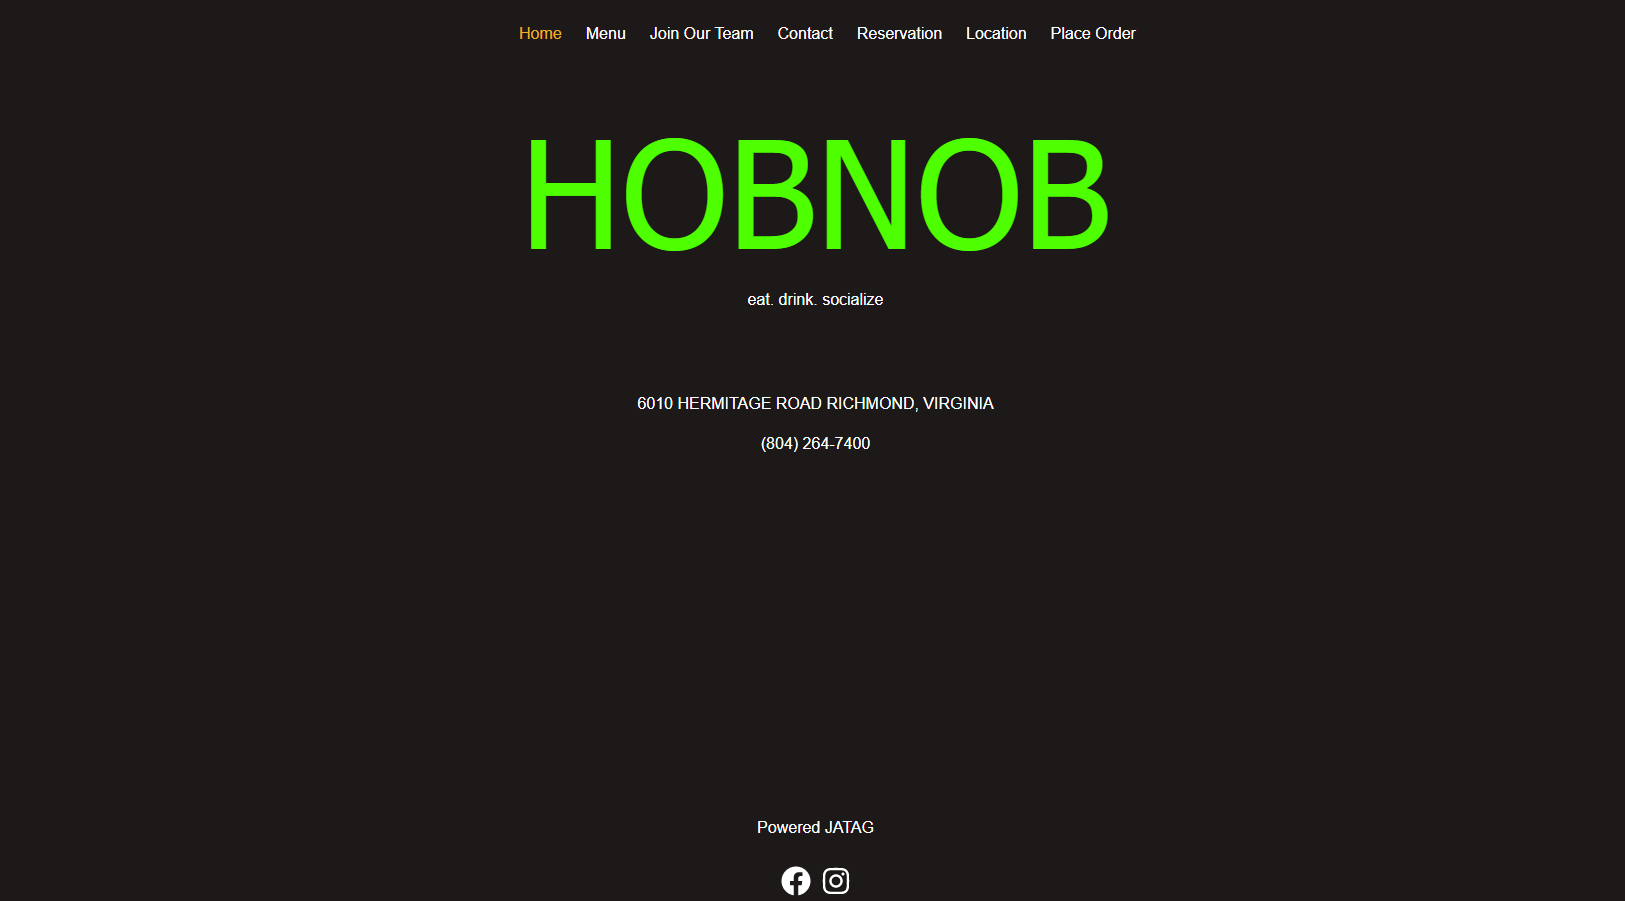 Home Menu Join Our Team Contact Reservation Location Place Order
HOBNOB
eat. drink. socialize
6010 HERMITAGE ROAD RICHMOND, VIRGINIA
(804) 264-7400
Powered JATAG